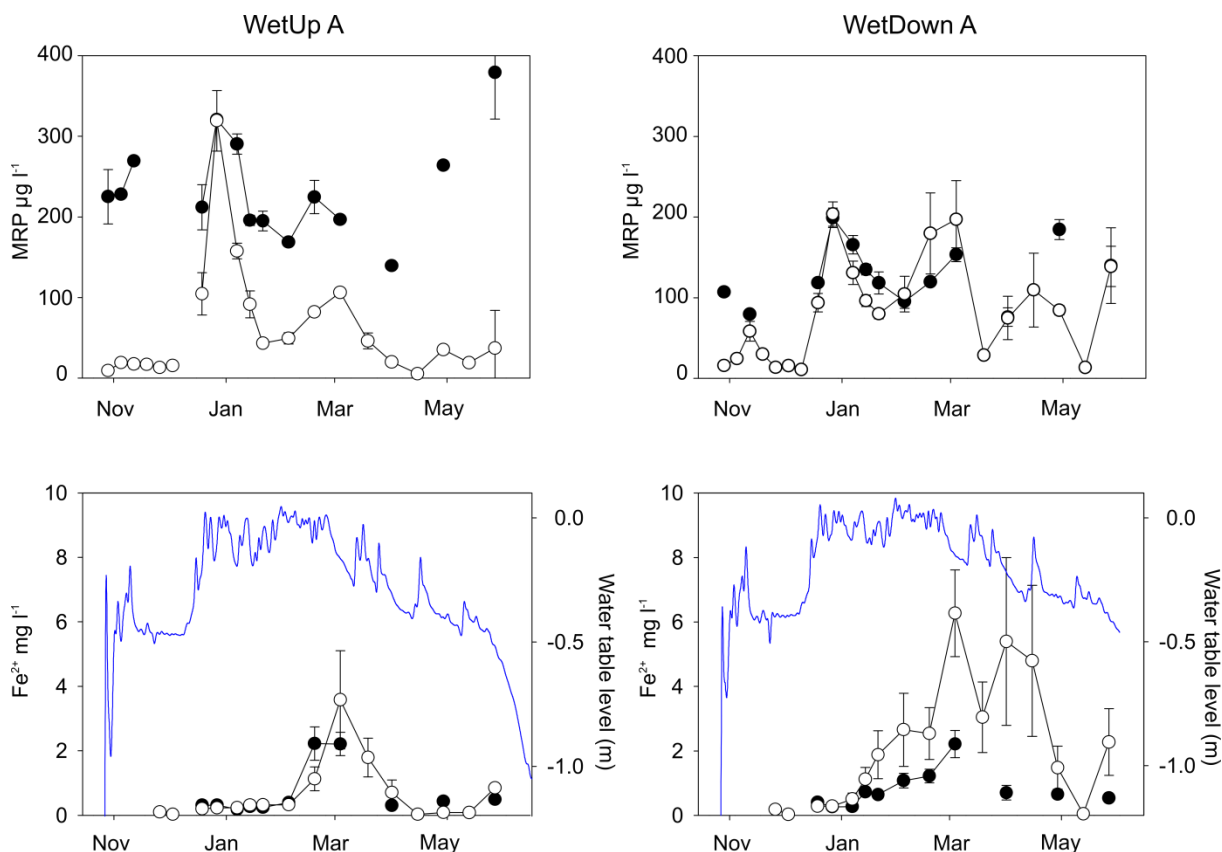 WetUp A
WetDown A
400
300
200
100
0
MRP µg l⁻¹
Nov
Jan
Mar
May
400
300
200
100
0
MRP µg l⁻¹
Nov
Jan
Mar
May
10
8
6
4
2
0
Fe²⁺ mg l⁻¹
0.0
-0.5
-1.0
Water table level (m)
Nov
Jan
Mar
May
10
8
6
4
2
0
Fe²⁺ mg l⁻¹
0.0
-0.5
-1.0
Water table level (m)
Nov
Jan
Mar
May